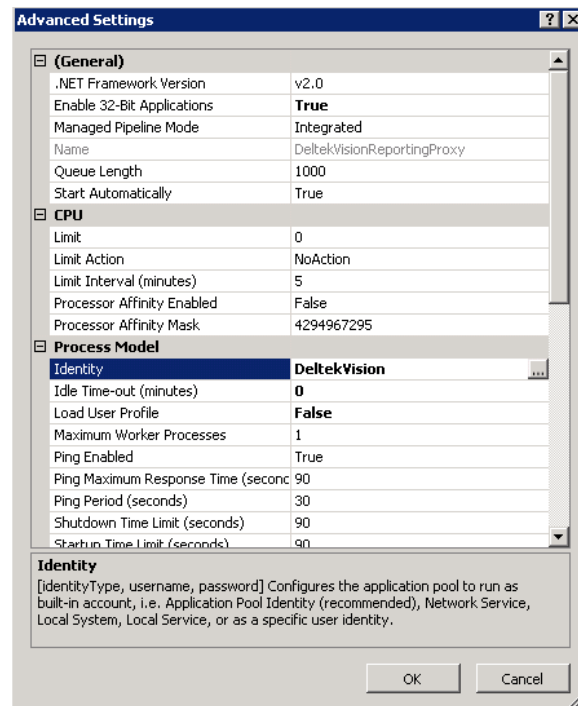 Advanced Settings
(General)
.NET Framework Version v2.0
Enable 32-Bit Applications True
Managed Pipeline Mode Integrated
Name DeltekVisionReportingProxy
Queue Length 1000
Start Automatically True
CPU
Limit 0
Limit Action NoAction
Limit Interval (minutes) 5
Processor Affinity Enabled False
Processor Affinity Mask 4294967295
Process Model
Identity DeltekVision ...
Idle Time-out (minutes) 0
Load User Profile False
Maximum Worker Processes 1
Ping Enabled True
Ping Maximum Response Time (secon 90
Ping Period (seconds) 30
Shutdown Time Limit (seconds) 90
Startup Time Limit (seconds) 90
Identity
[identityType, username, password] Configures the application pool to run as
built-in account, i.e. Application Pool Identity (recommended), Network Service,
Local System, Local Service, or as a specific user identity.
OK Cancel